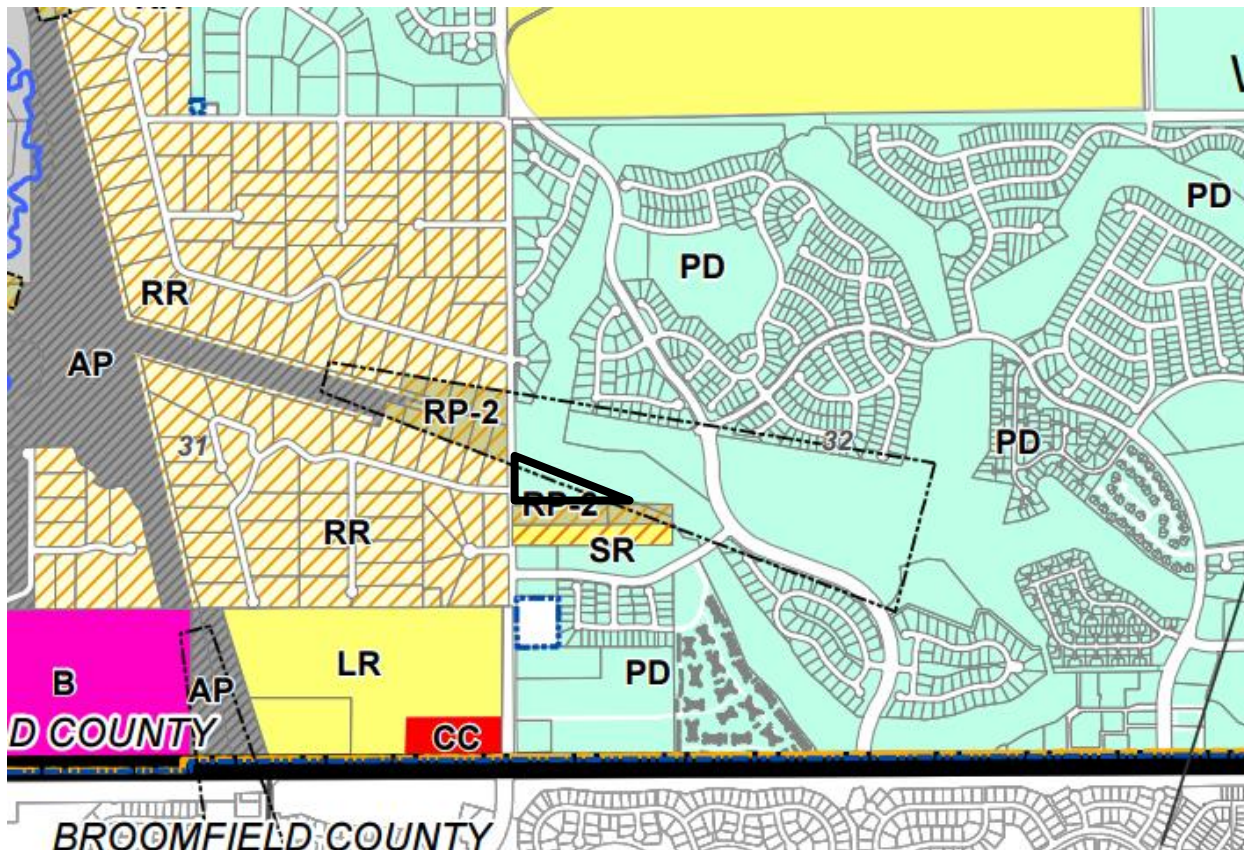 PD
PD
RR
AP
RP-2
31
32
PD
RR
RP-2
SR
LR
PD
B
AP
D COUNTY
CC
BROOMFIELD COUNTY